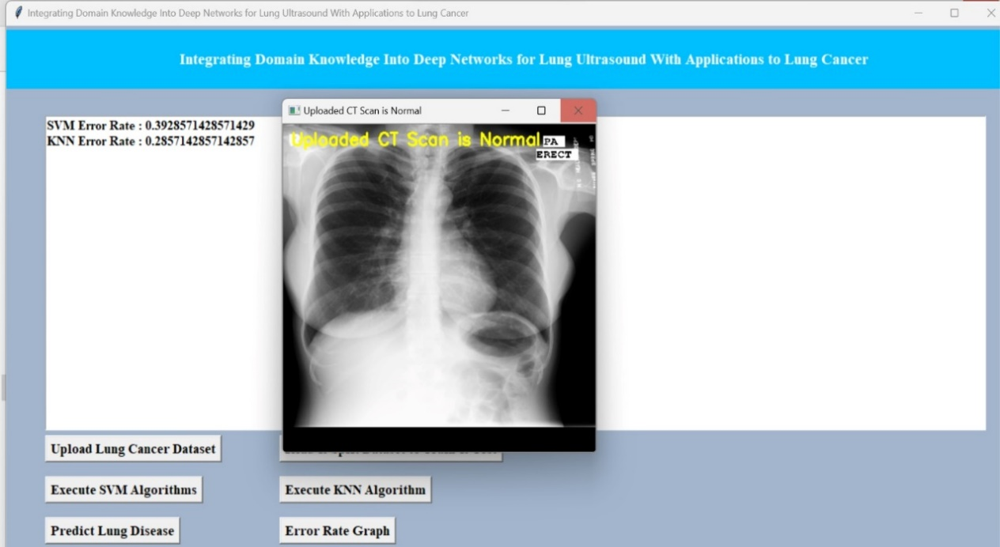 Integrating Domain Knowledge Into Deep Networks for Lung Ultrasound With Applications to Lung Cancer
Integrating Domain Knowledge Into Deep Networks for Lung Ultrasound With Applications to Lung Cancer
SVM Error Rate : 0.3928571428571429
KNN Error Rate : 0.2857142857142857
Uploaded CT Scan is Normal
Uploaded CT Scan is Normal
PA
ERECT
Upload Lung Cancer Dataset
Execute SVM Algorithms
Execute KNN Algorithm
Predict Lung Disease
Error Rate Graph